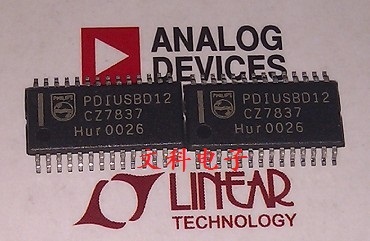 ANALOG
DEVICES
PHILIPS
PDIUSBD12
CZ7837
Hur0026
PHILIPS
PDIUSBD12
CZ7837
Hur0026
艾科电子
LINEAR
TECHNOLOGY